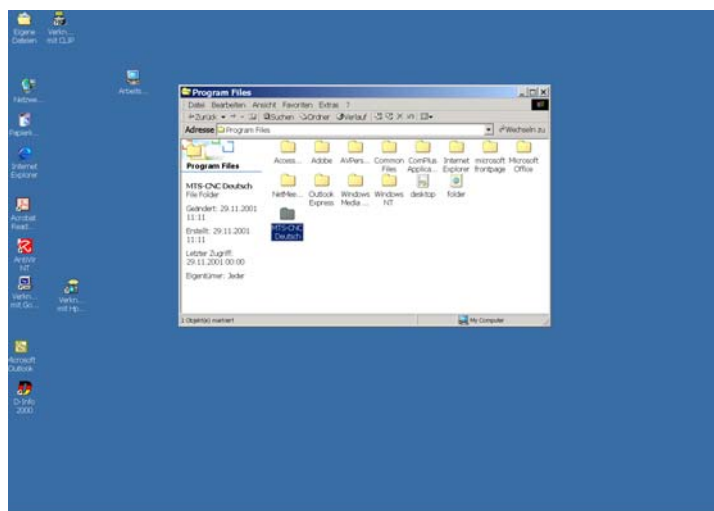 Eigene
Dateien
Verkn...
mit CLIP
Netzwe...
Arbeits...
Papierk...
Internet
Explorer
Acrobat
Read...
AntiVir
NT
Verkn...
mit Go...
Verkn...
mit Hp...
Microsoft
Outlook
D-Info
2000
Program Files
Datei Bearbeiten Ansicht Favoriten Extras ?
Zurück Suchen Ordner Verlauf
Adresse Program Files Wechseln zu
Program Files
MTS-CNC Deutsch
File Folder
Geändert: 29.11.2001
11:11
Erstellt: 29.11.2001
11:11
Letzter Zugriff:
29.11.2001 00:00
Eigentümer: Jeder
Access... Adobe AVPers... Common Files ComPlus Applica... Internet Explorer microsoft frontpage Microsoft Office
NetMee... Outlook Express Windows Media ... Windows NT desktop folder
MTS-CNC
Deutsch
1 Objekt(e) markiert
My Computer